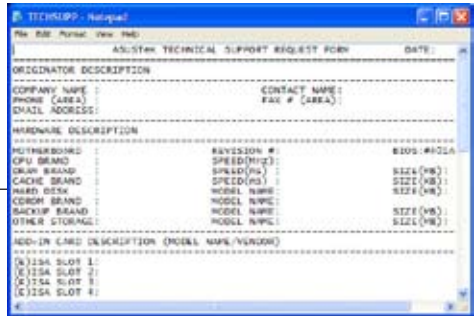 TECHSUPP - Notepad
File Edit Format View Help
ASUSTeK TECHNICAL SUPPORT REQUEST FORM DATE:
ORIGINATOR DESCRIPTION
COMPANY NAME : CONTACT NAME:
PHONE (AREA) : FAX # (AREA):
EMAIL ADDRESS:
HARDWARE DESCRIPTION
MOTHERBOARD : REVISION #: BIOS:
CPU BRAND : SPEED(MHz):
DRAM BRAND : SPEED(ns) : SIZE(MB):
CACHE BRAND : SPEED(ns) : SIZE(KB):
HARD DISK : MODEL NAME: SIZE(MB):
CDROM BRAND : MODEL NAME:
BACKUP BRAND : MODEL NAME: SIZE(MB):
OTHER STORAGE: MODEL NAME: SIZE(MB):
ADD-IN CARD DESCRIPTION (MODEL NAME/VENDOR)
(E)ISA SLOT 1:
(E)ISA SLOT 2:
(E)ISA SLOT 3:
(E)ISA SLOT 4: